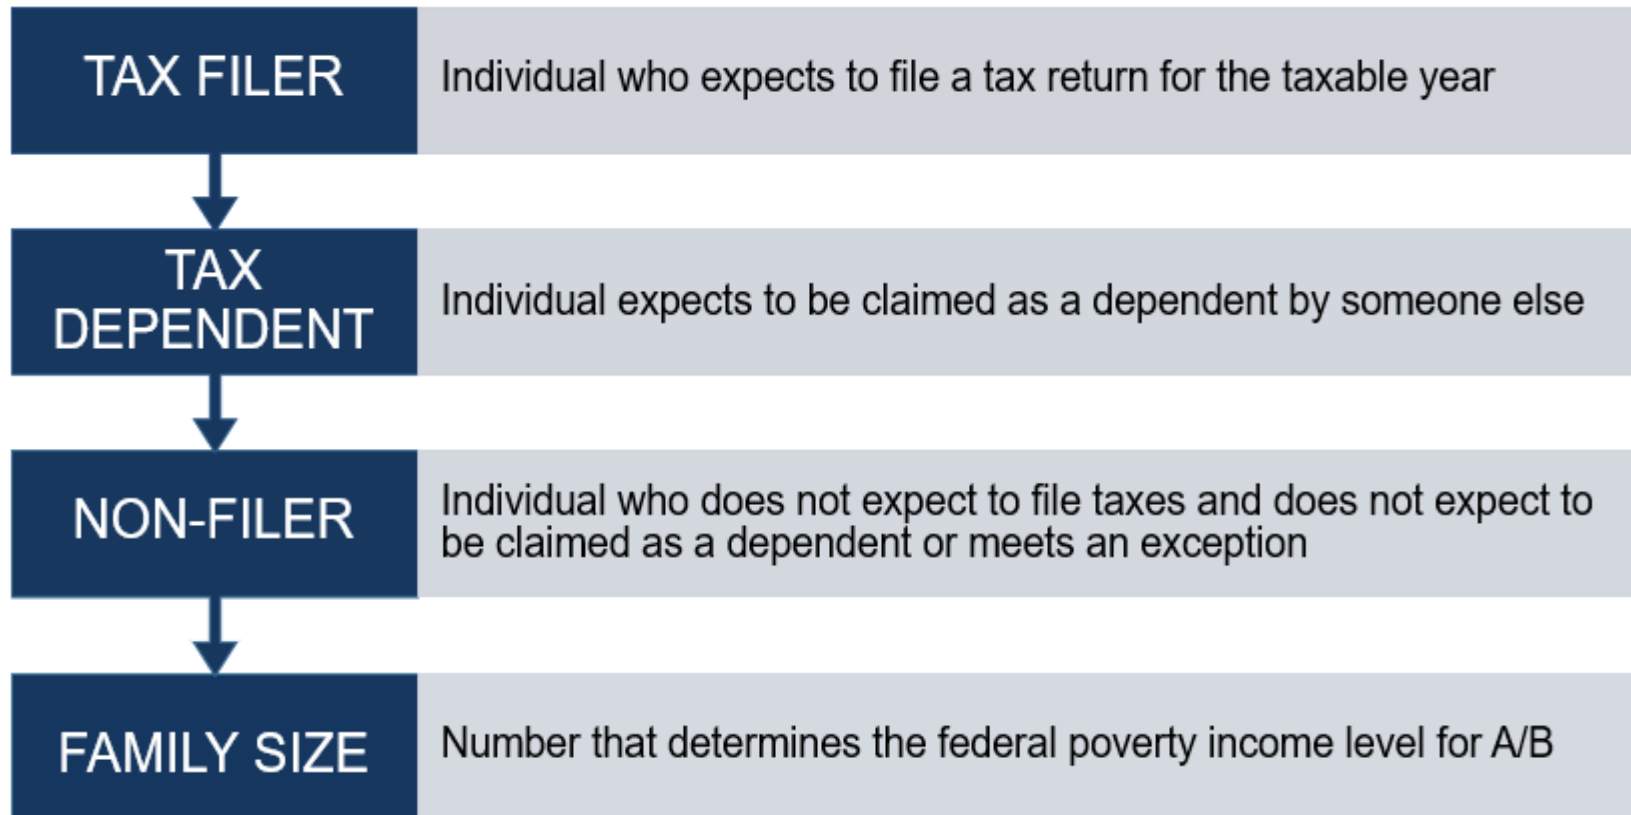 TAX FILER
Individual who expects to file a tax return for the taxable year
TAX
DEPENDENT
Individual expects to be claimed as a dependent by someone else
NON-FILER
Individual who does not expect to file taxes and does not expect to
be claimed as a dependent or meets an exception
FAMILY SIZE
Number that determines the federal poverty income level for A/B